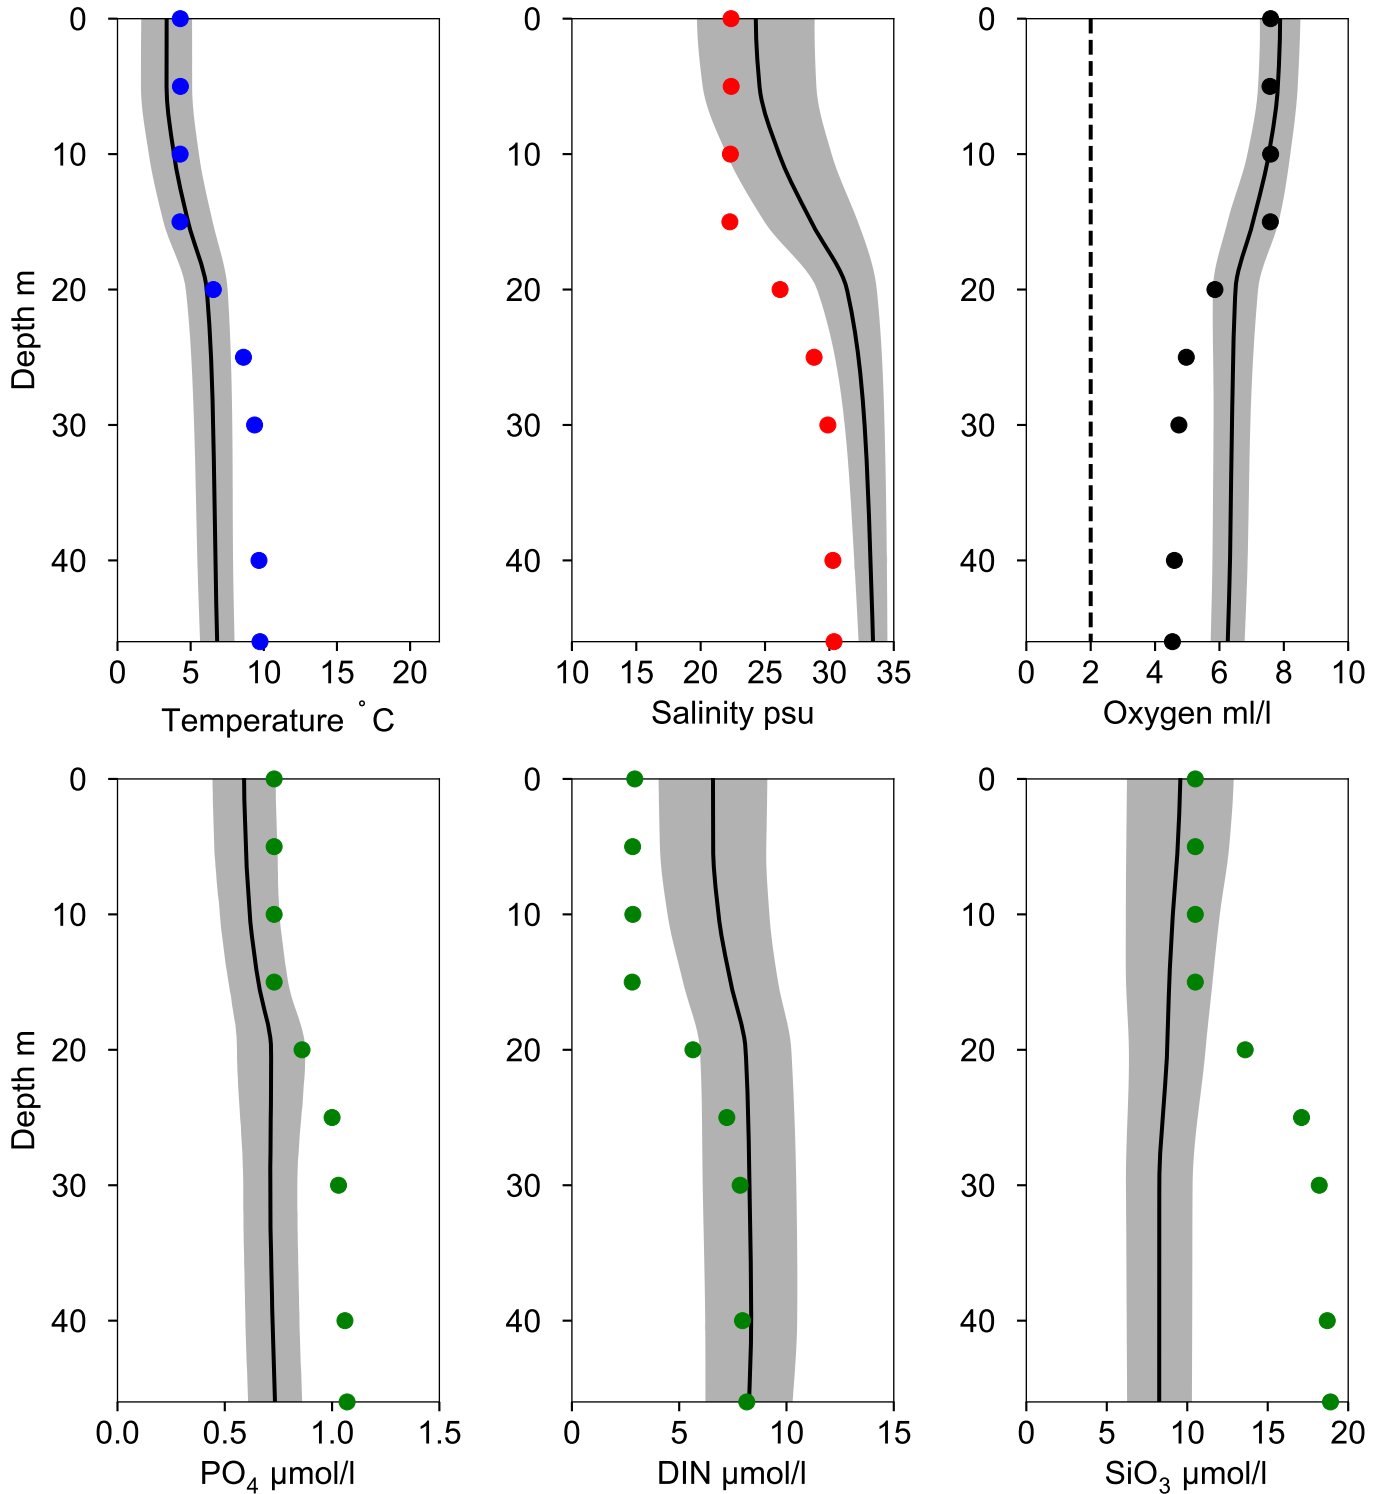 0
10
20
30
40
Depth m
0 5 10 15 20
Temperature °C
0
10
20
30
40
10 15 20 25 30 35
Salinity psu
0
10
20
30
40
0 2 4 6 8 10
Oxygen ml/l
0
10
20
30
40
Depth m
0.0 0.5 1.0 1.5
PO4 µmol/l
0
10
20
30
40
0 5 10 15
DIN µmol/l
0
10
20
30
40
0 5 10 15 20
SiO3 µmol/l